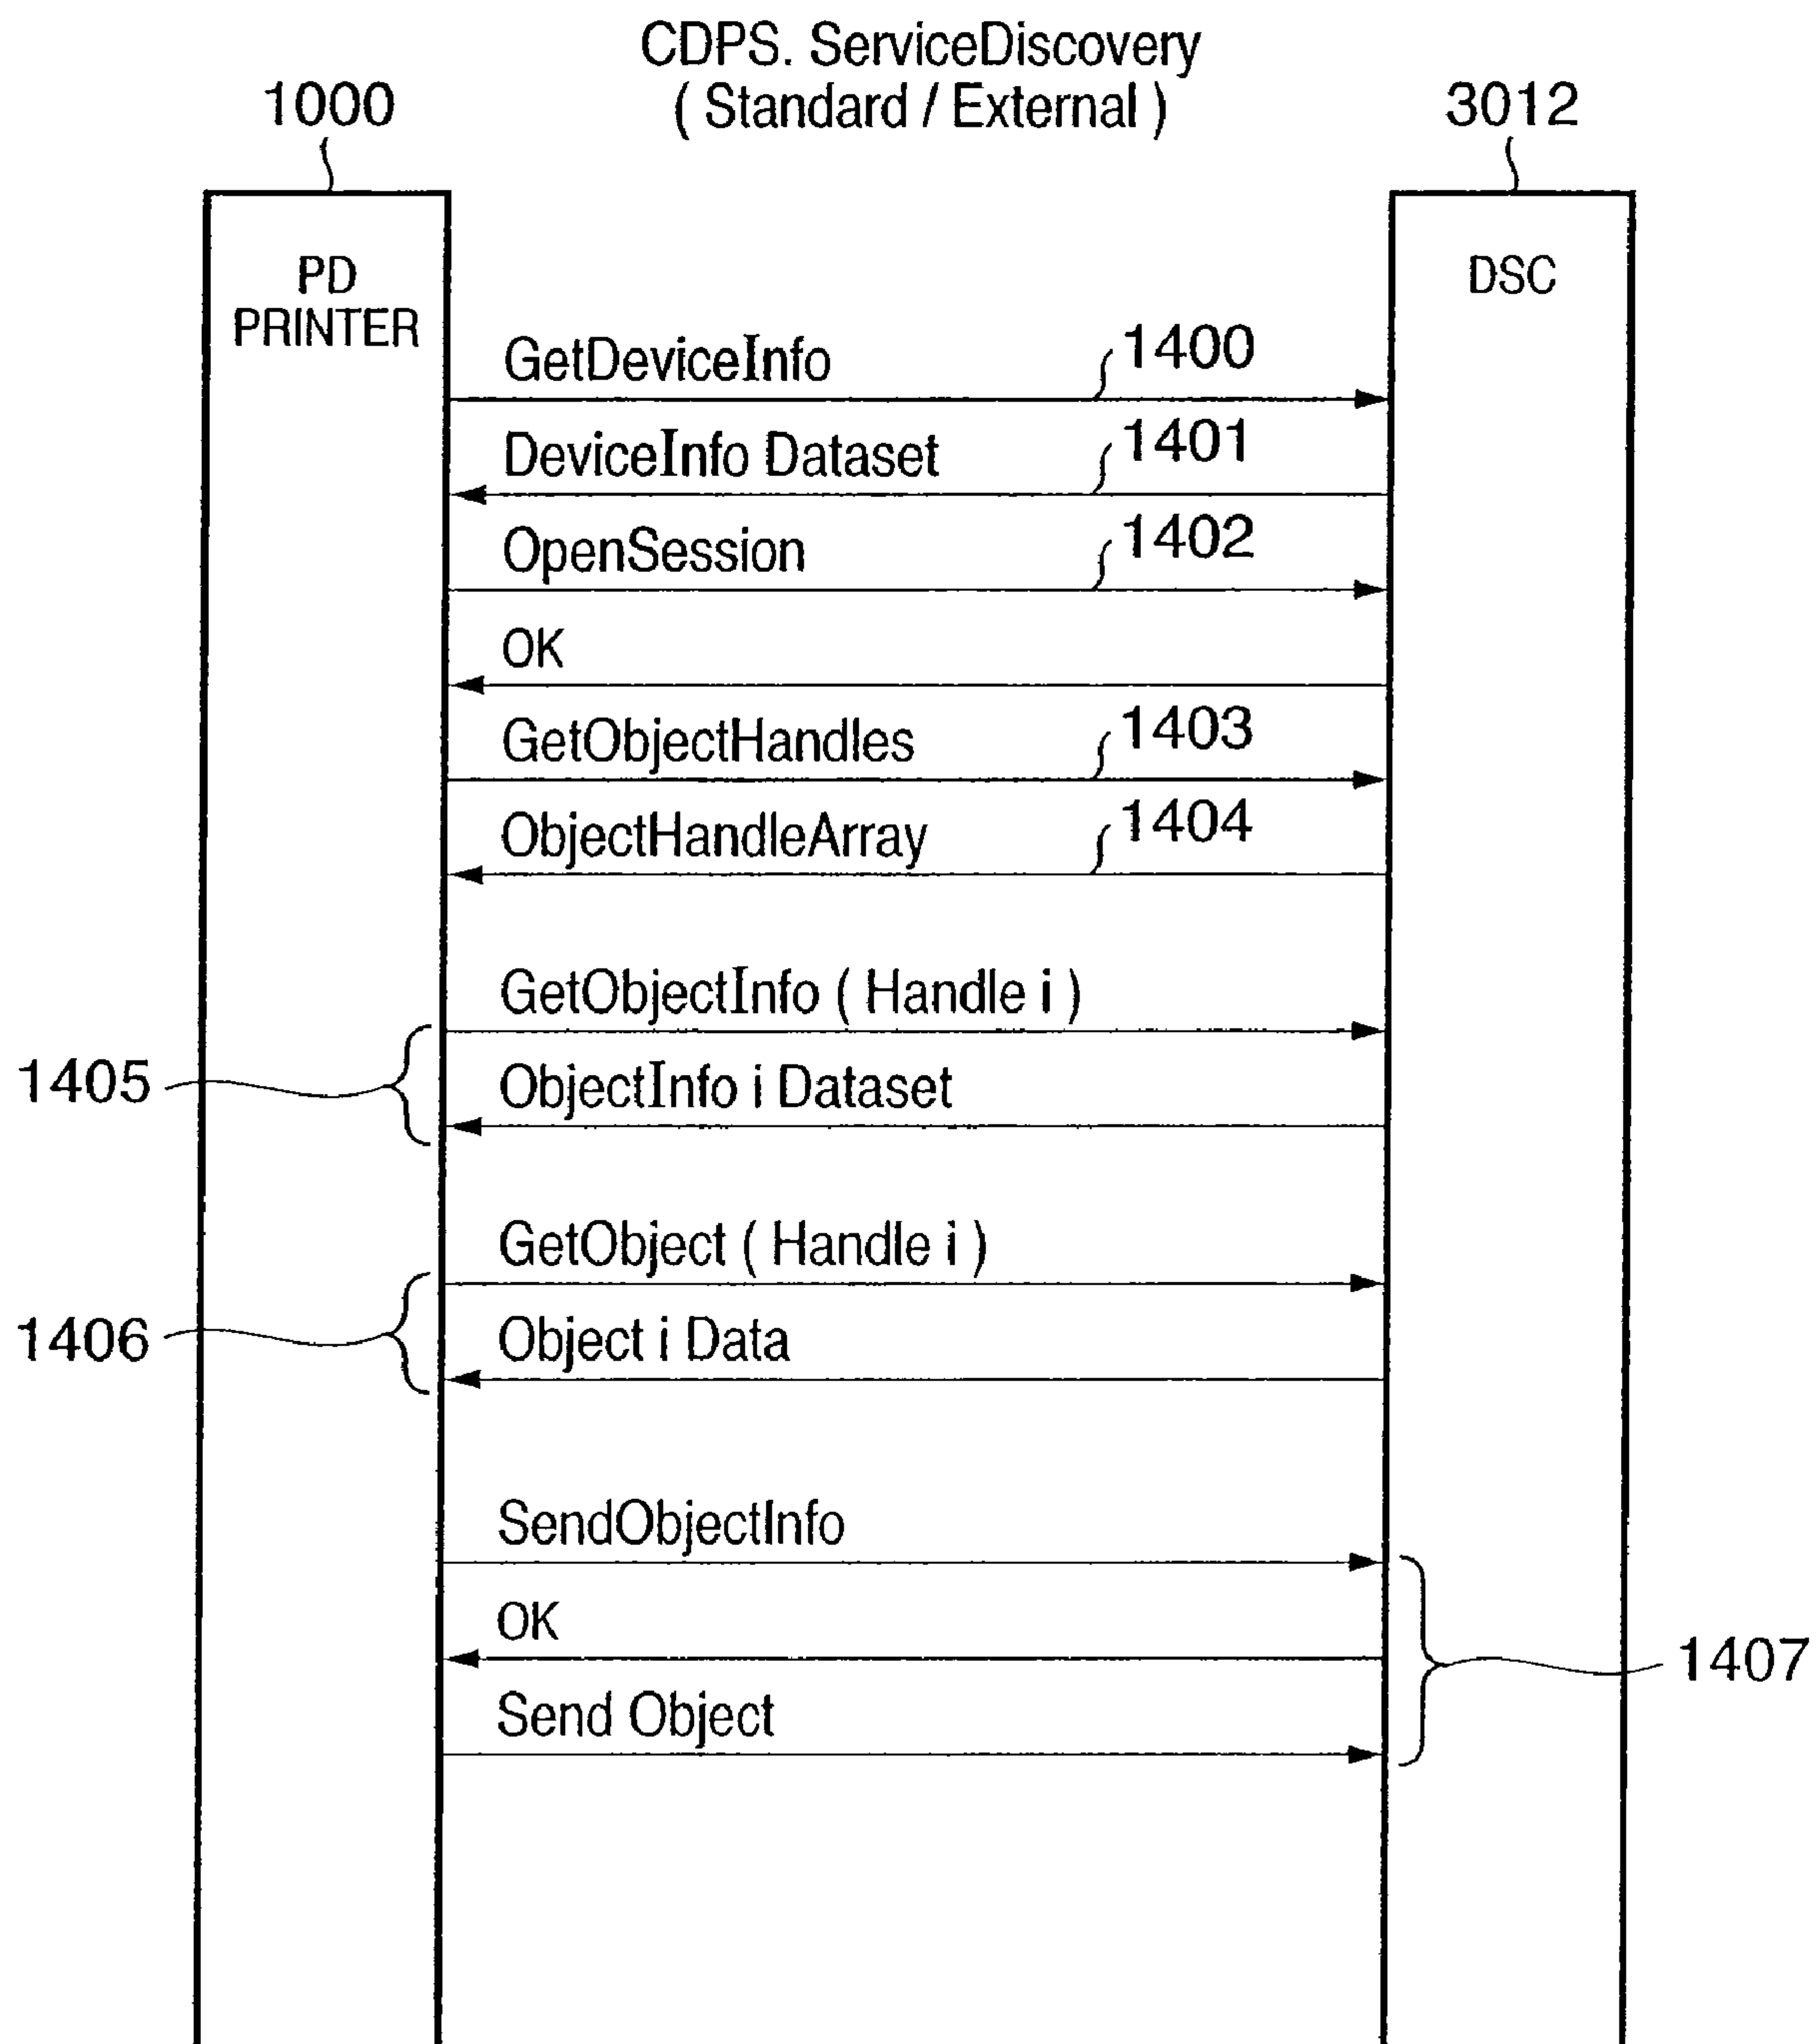 CDPS. ServiceDiscovery
( Standard / External )
1000
3012
PD
PRINTER
DSC
GetDeviceInfo
1400
DeviceInfo Dataset
1401
OpenSession
1402
OK
GetObjectHandles
1403
ObjectHandleArray
1404
GetObjectInfo ( Handle i )
1405
ObjectInfo i Dataset
GetObject ( Handle i )
1406
Object i Data
SendObjectInfo
OK
1407
Send Object